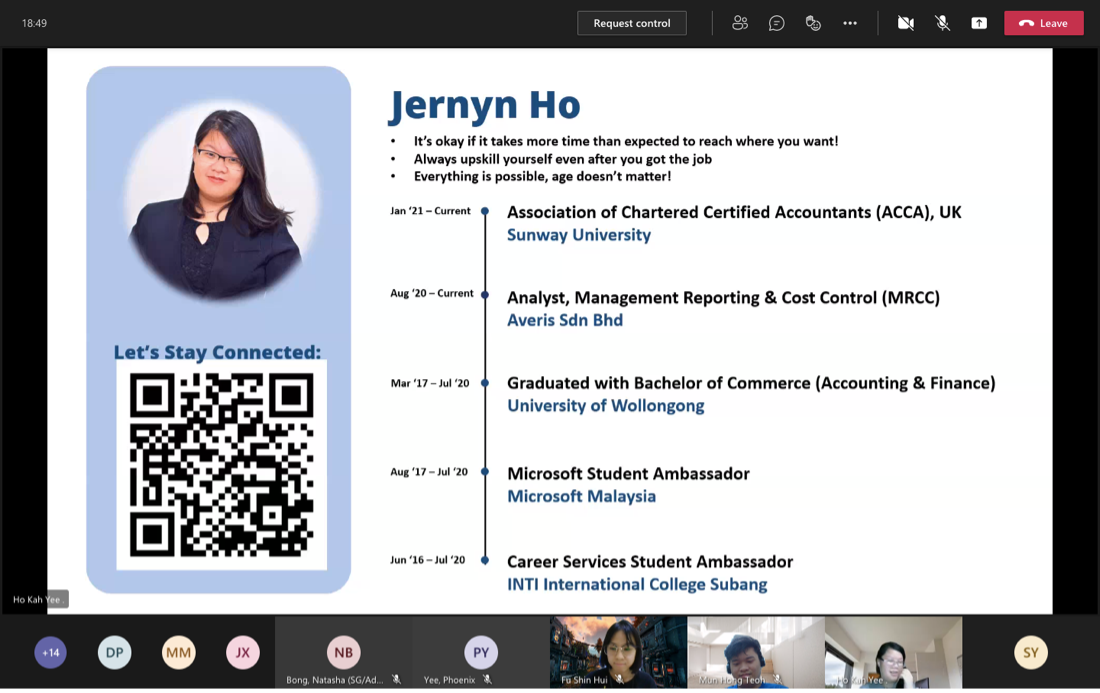 18:49
Request control
Leave
Jernyn Ho
• It's okay if it takes more time than expected to reach where you want!
• Always upskill yourself even after you got the job
• Everything is possible, age doesn't matter!
Jan '21 – Current
Association of Chartered Certified Accountants (ACCA), UK
Sunway University
Aug '20 – Current
Analyst, Management Reporting & Cost Control (MRCC)
Averis Sdn Bhd
Let's Stay Connected:
Mar '17 – Jul '20
Graduated with Bachelor of Commerce (Accounting & Finance)
University of Wollongong
Aug '17 – Jul '20
Microsoft Student Ambassador
Microsoft Malaysia
Jun '16 – Jul '20
Career Services Student Ambassador
INTI International College Subang
Ho Kah Yee .
+14
DP
MM
JX
NB
Bong, Natasha (SG/Ad...
PY
Yee, Phoenix
Fu Shin Hui
Mun Hong Teoh
Ho Kah Yee .
SY